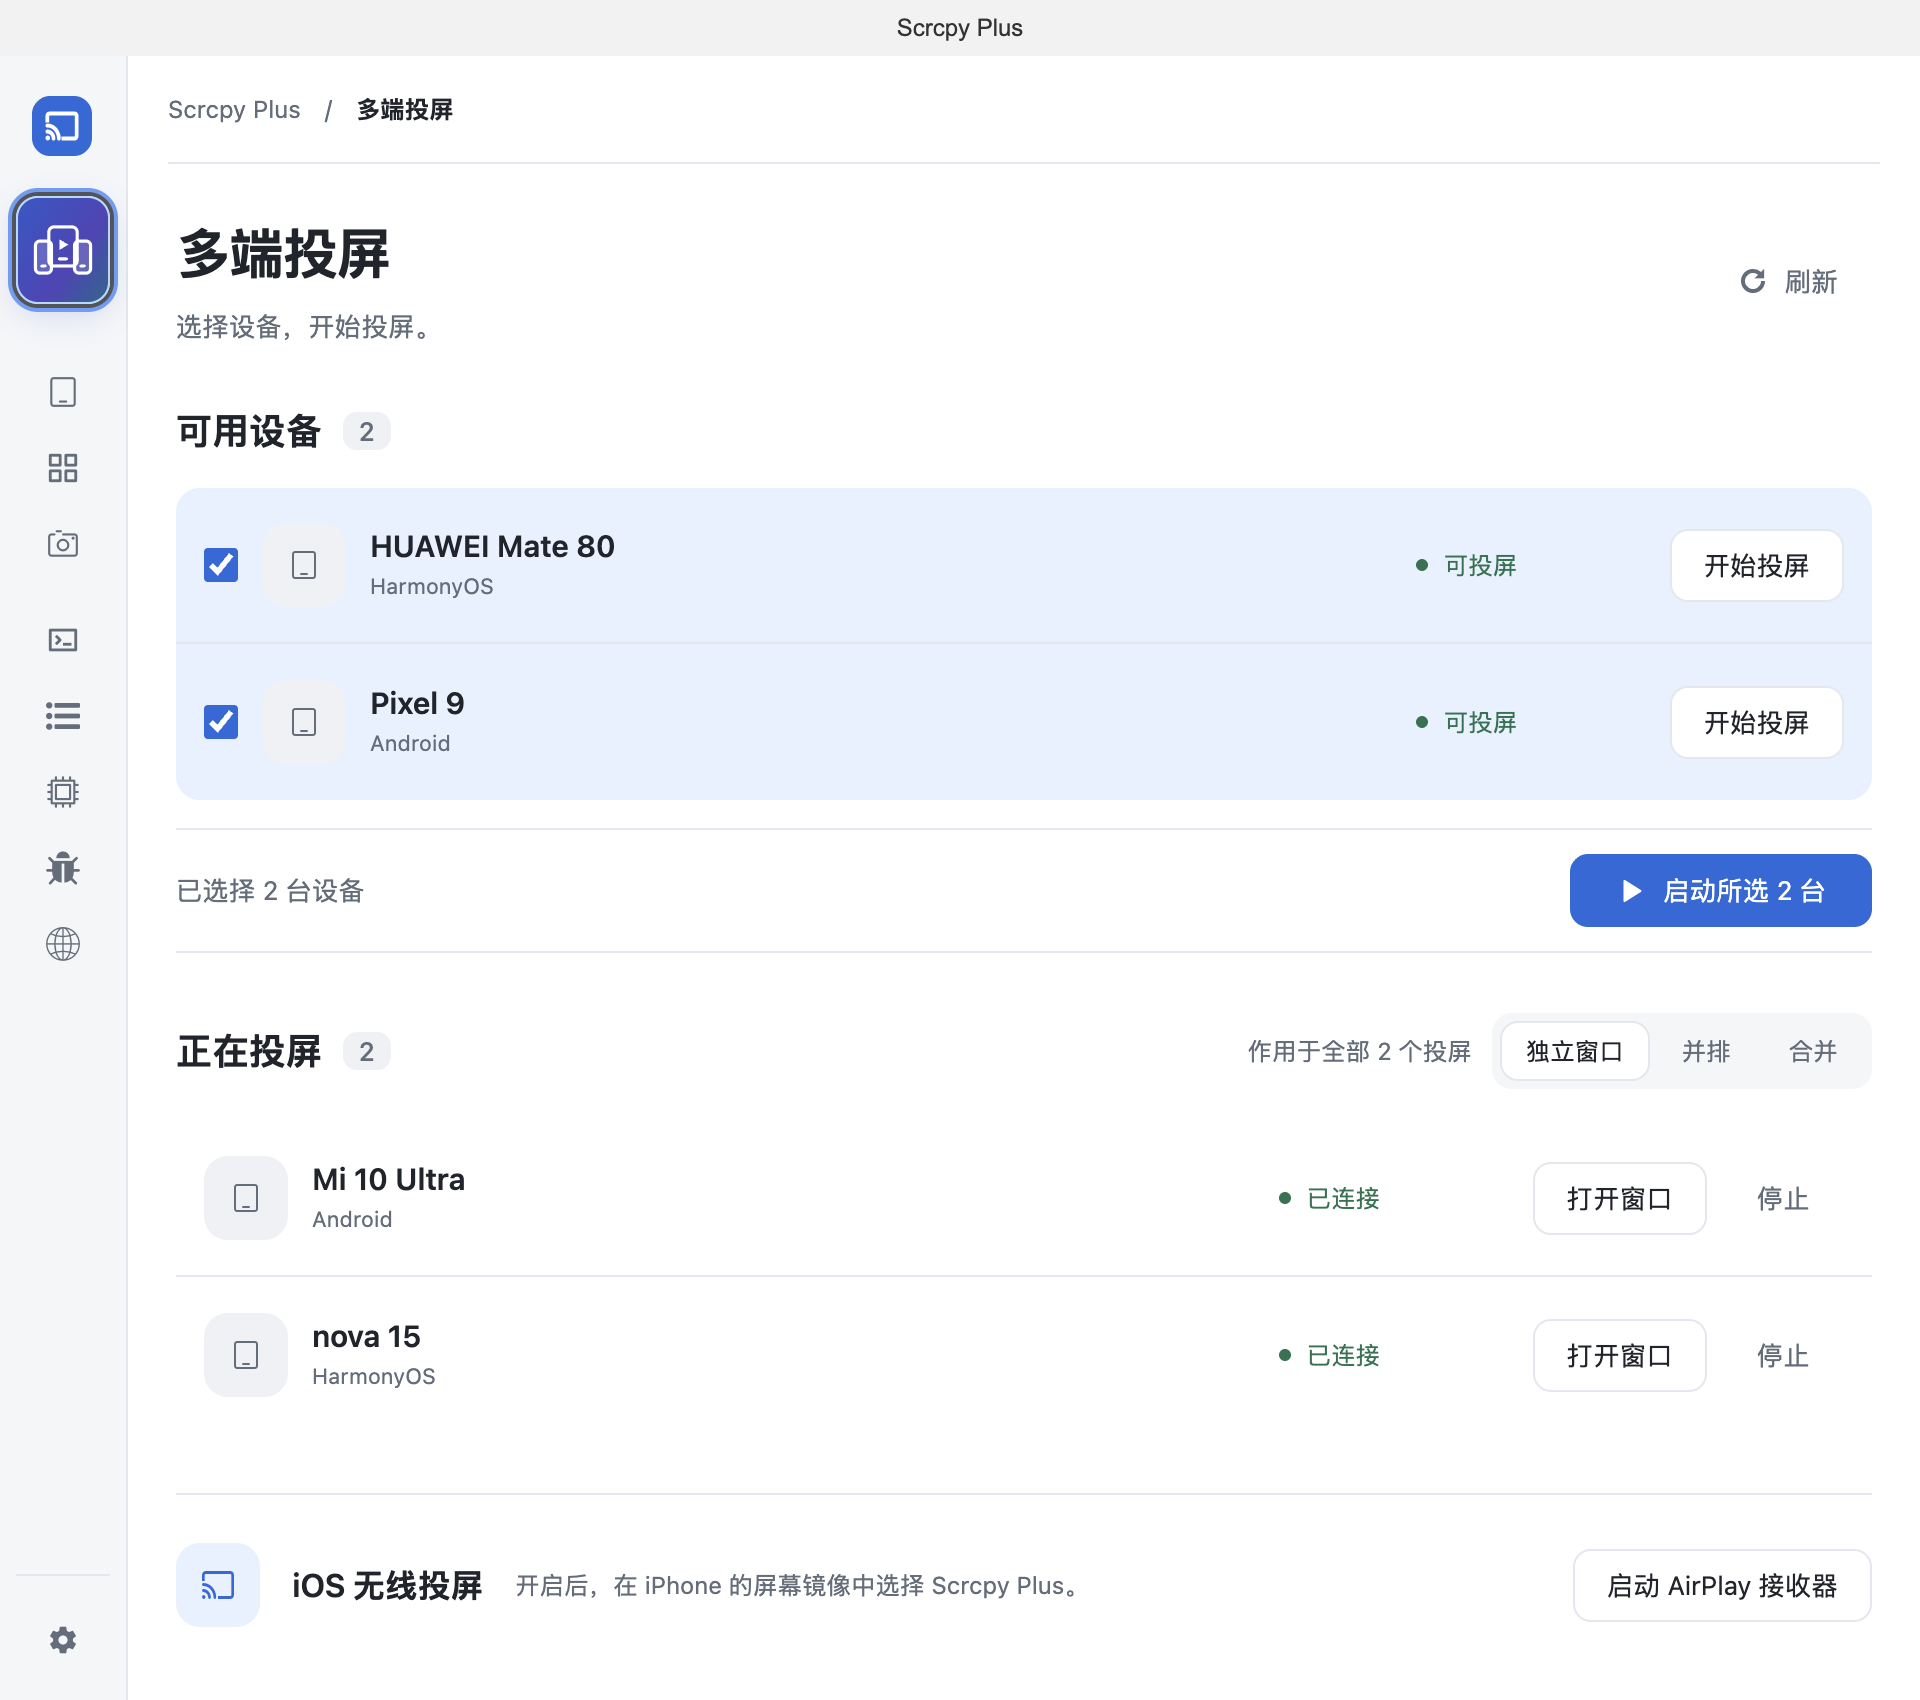 Scrcpy Plus
Scrcpy Plus / 多端投屏
多端投屏
刷新
选择设备，开始投屏。
可用设备 2
HUAWEI Mate 80
HarmonyOS
可投屏
开始投屏
Pixel 9
Android
可投屏
开始投屏
已选择 2 台设备
启动所选 2 台
正在投屏 2
作用于全部 2 个投屏
独立窗口
并排
合并
Mi 10 Ultra
Android
已连接
打开窗口
停止
nova 15
HarmonyOS
已连接
打开窗口
停止
iOS 无线投屏
开启后，在 iPhone 的屏幕镜像中选择 Scrcpy Plus。
启动 AirPlay 接收器